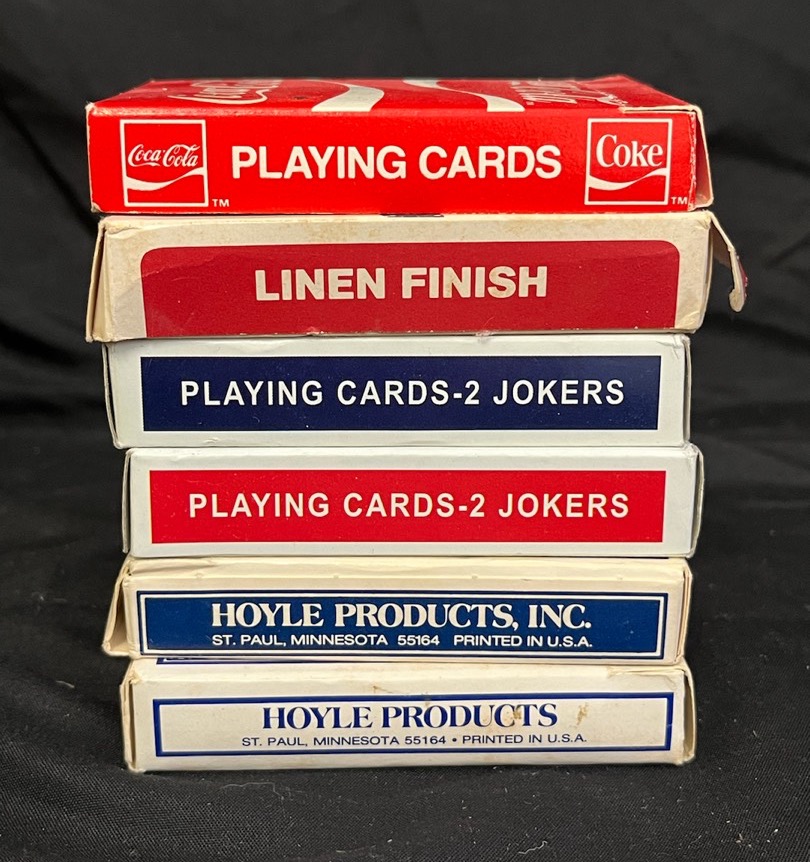 Coca-Cola
PLAYING CARDS
Coke
TM
TM
LINEN FINISH
PLAYING CARDS-2 JOKERS
PLAYING CARDS-2 JOKERS
HOYLE PRODUCTS, INC.
ST. PAUL, MINNESOTA 55164 PRINTED IN U.S.A.
HOYLE PRODUCTS
ST. PAUL, MINNESOTA 55164 • PRINTED IN U.S.A.